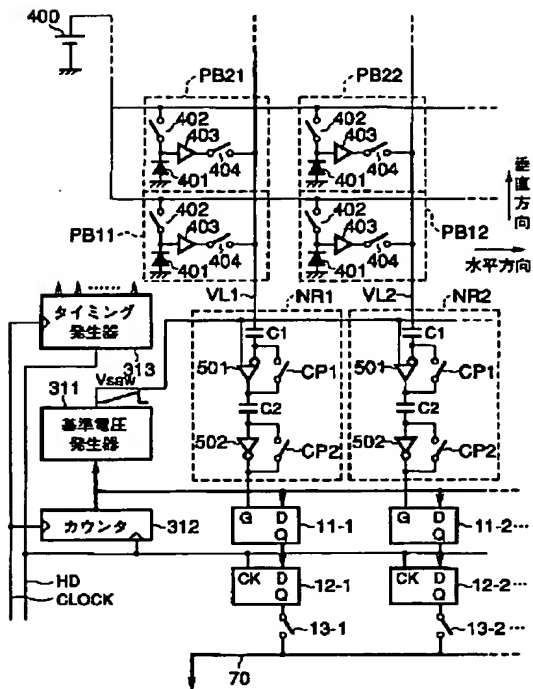 400
PB21
PB22
402
403
404
401
402
403
404
401
垂直方向
PB11
402
403
404
401
402
403
404
401
PB12
水平方向
VL1
NR1
VL2
NR2
タイミング
発生器
313
C1
C1
501
CP1
501
CP1
311
Vsaw
C2
C2
基準電圧
発生器
502
CP2
502
CP2
カウンタ
312
G D
Q
11-1
G D
Q
11-2…
HD
CLOCK
CK D
Q
12-1
CK D
Q
12-2…
13-1
13-2…
70